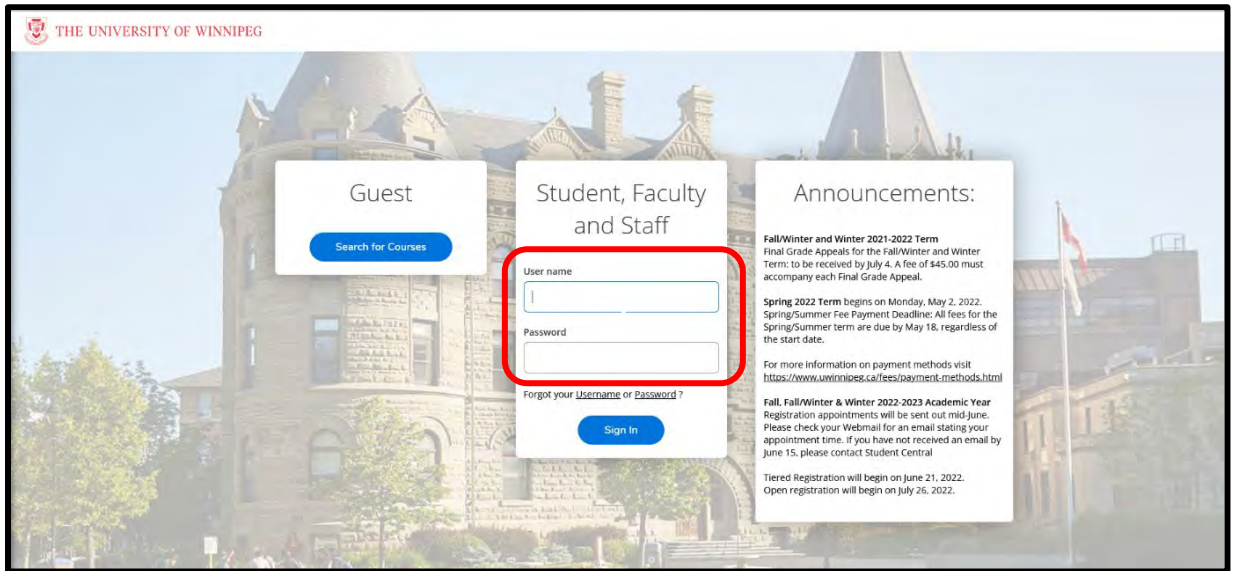 THE UNIVERSITY OF WINNIPEG
Guest
Search for Courses
Student, Faculty
and Staff
User name
Password
Forgot your Username or Password ?
Sign In
Announcements:
Fall/Winter and Winter 2021-2022 Term
Final Grade Appeals for the Fall/Winter and Winter
Term: to be received by July 4. A fee of $45.00 must
accompany each Final Grade Appeal.
Spring 2022 Term begins on Monday, May 2, 2022.
Spring/Summer Fee Payment Deadline: All fees for the
Spring/Summer term are due by May 18, regardless of
the start date.
For more information on payment methods visit
https://www.uwinnipeg.ca/fees/payment-methods.html
Fall, Fall/Winter & Winter 2022-2023 Academic Year
Registration appointments will be sent out mid-June.
Please check your Webmail for an email stating your
appointment time. If you have not received an email by
June 15, please contact Student Central
Tiered Registration will begin on June 21, 2022.
Open registration will begin on July 26, 2022.